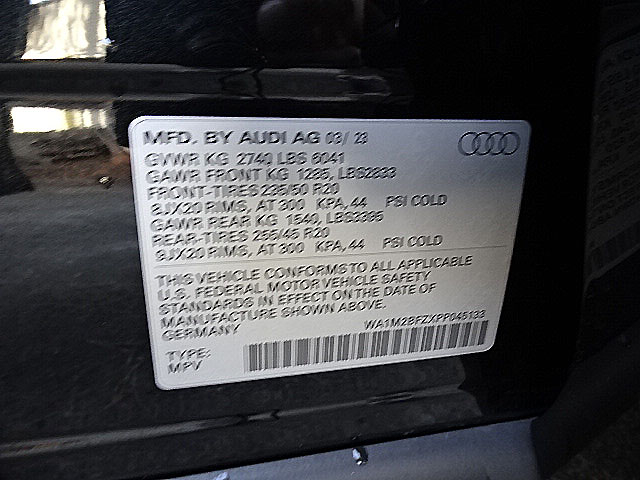 MFD. BY AUDI AG 03/ 23
GVWR KG 2740 LBS 6041
GAWR FRONT KG 1285, LBS2833
FRONT-TIRES 235/50 R20
8JX20 RIMS, AT 300 KPA, 44 PSI COLD
GAWR REAR KG 1540, LBS3395
REAR-TIRES 255/45 R20
9JX20 RIMS, AT 300 KPA, 44 PSI COLD
THIS VEHICLE CONFORMS TO ALL APPLICABLE
U.S. FEDERAL MOTOR VEHICLE SAFETY
STANDARDS IN EFFECT ON THE DATE OF
MANUFACTURE SHOWN ABOVE.
GERMANY
WA1M2BFZXPP045133
TYPE:
MPV